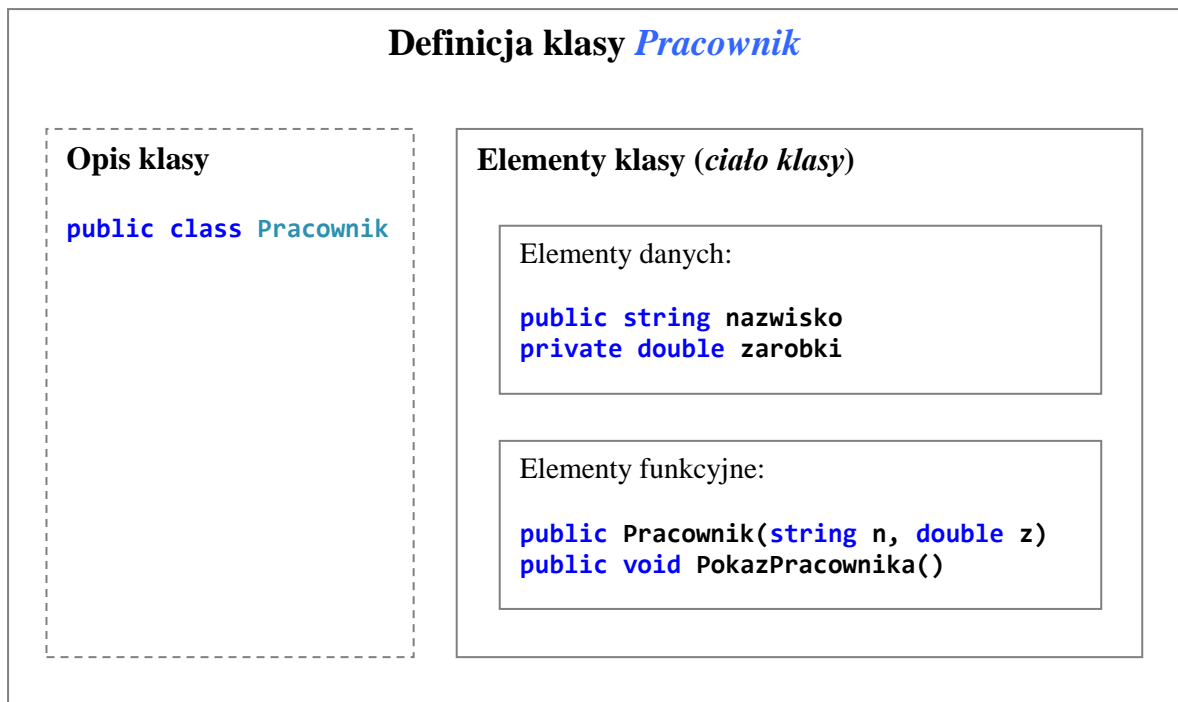 Definicja klasy Pracownik
Opis klasy
public class Pracownik
Elementy klasy (ciało klasy)
Elementy danych:
public string nazwisko
private double zarobki
Elementy funkcyjne:
public Pracownik(string n, double z)
public void PokazPracownika()